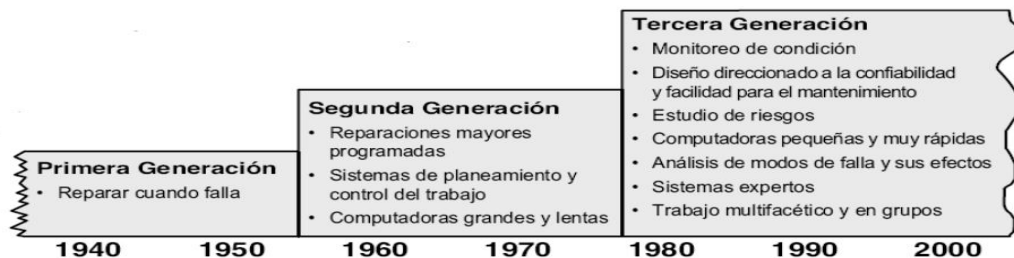 Primera Generación
• Reparar cuando falla
Segunda Generación
• Reparaciones mayores
programadas
• Sistemas de planeamiento y
control del trabajo
• Computadoras grandes y lentas
Tercera Generación
• Monitoreo de condición
• Diseño direccionado a la confiabilidad
y facilidad para el mantenimiento
• Estudio de riesgos
• Computadoras pequeñas y muy rápidas
• Análisis de modos de falla y sus efectos
• Sistemas expertos
• Trabajo multifacético y en grupos
1940 1950 1960 1970 1980 1990 2000